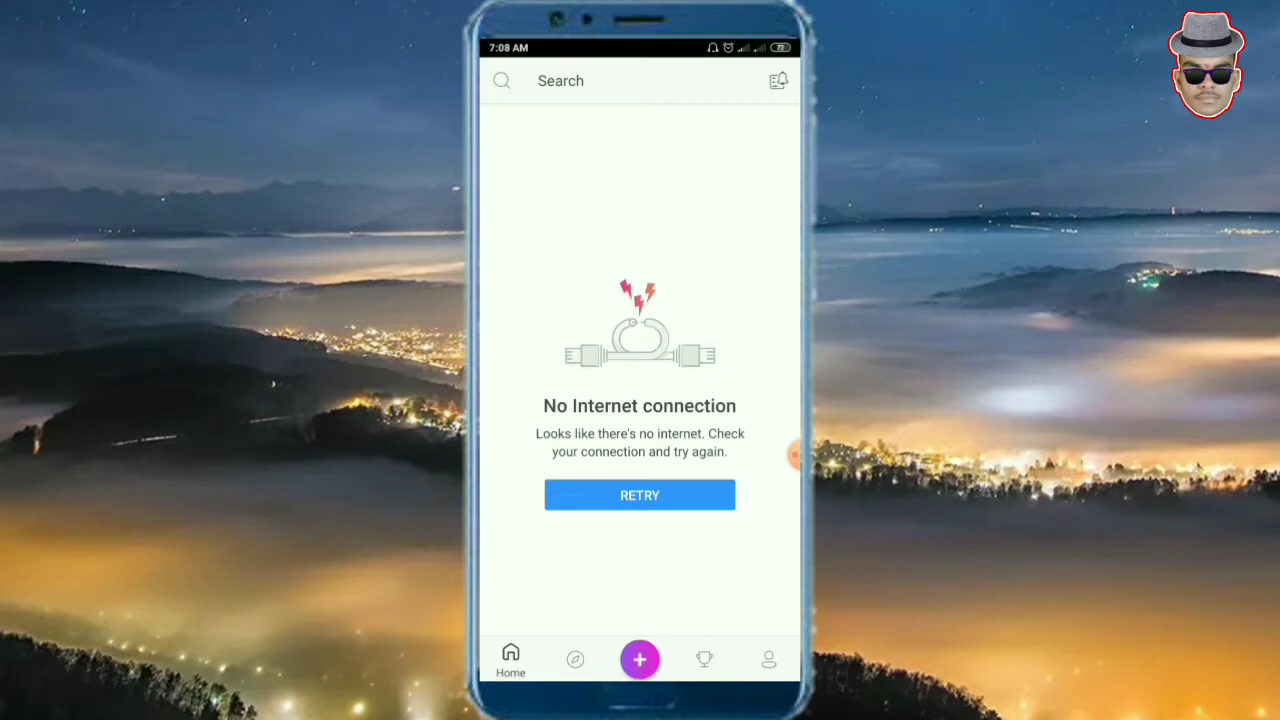 7:08 AM
72
Search
No Internet connection
Looks like there's no internet. Check
your connection and try again.
RETRY
Home